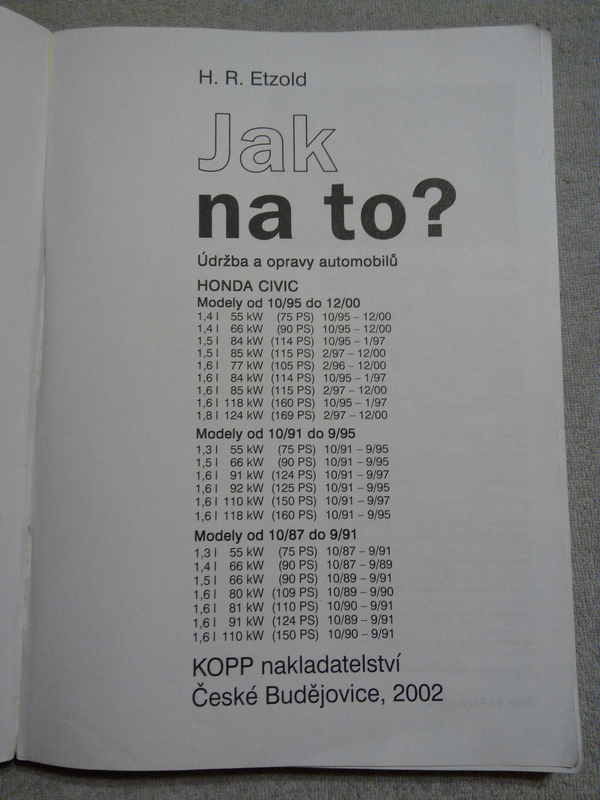 H. R. Etzold
Jak
na to?
Údržba a opravy automobilů
HONDA CIVIC
Modely od 10/95 do 12/00
1,4 l 55 kW (75 PS) 10/95 – 12/00
1,4 l 66 kW (90 PS) 10/95 – 12/00
1,5 l 84 kW (114 PS) 10/95 – 1/97
1,5 l 85 kW (115 PS) 2/97 – 12/00
1,6 l 77 kW (105 PS) 2/96 – 12/00
1,6 l 84 kW (114 PS) 10/95 – 1/97
1,6 l 85 kW (115 PS) 2/97 – 12/00
1,6 l 118 kW (160 PS) 10/95 – 1/97
1,8 l 124 kW (169 PS) 2/97 – 12/00
Modely od 10/91 do 9/95
1,3 l 55 kW (75 PS) 10/91 – 9/95
1,5 l 66 kW (90 PS) 10/91 – 9/95
1,6 l 91 kW (124 PS) 10/91 – 9/97
1,6 l 92 kW (125 PS) 10/91 – 9/95
1,6 l 110 kW (150 PS) 10/91 – 9/97
1,6 l 118 kW (160 PS) 10/91 – 9/95
Modely od 10/87 do 9/91
1,3 l 55 kW (75 PS) 10/87 – 9/91
1,4 l 66 kW (90 PS) 10/87 – 9/89
1,5 l 66 kW (90 PS) 10/89 – 9/91
1,6 l 80 kW (109 PS) 10/89 – 9/90
1,6 l 81 kW (110 PS) 10/90 – 9/91
1,6 l 91 kW (124 PS) 10/89 – 9/91
1,6 l 110 kW (150 PS) 10/90 – 9/91
KOPP nakladatelství
České Budějovice, 2002